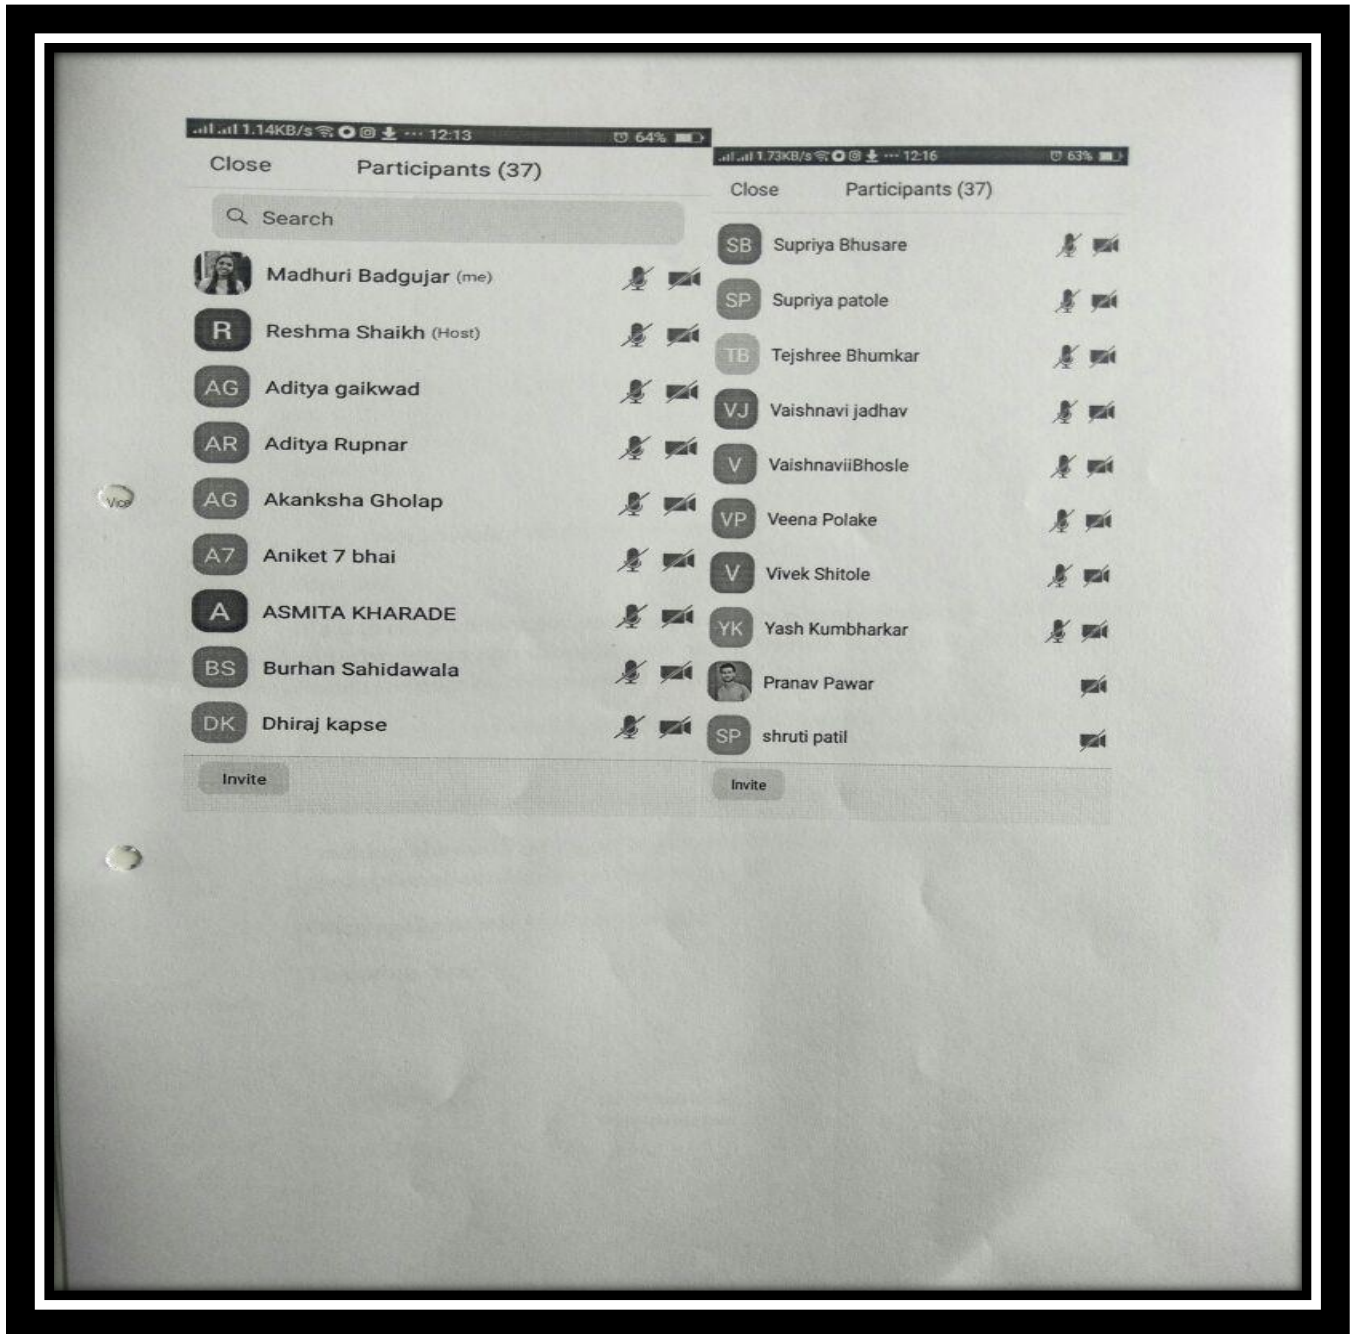 1.14KB/s ... 12:13 64%
Close Participants (37)
Search
Madhuri Badgujar (me)
R Reshma Shaikh (Host)
AG Aditya gaikwad
AR Aditya Rupnar
AG Akanksha Gholap
A7 Aniket 7 bhai
A ASMITA KHARADE
BS Burhan Sahidawala
DK Dhiraj kapse
Invite
1.73KB/s ... 12:16 63%
Close Participants (37)
SB Supriya Bhusare
SP Supriya patole
TB Tejshree Bhumkar
VJ Vaishnavi jadhav
V VaishnaviiBhosle
VP Veena Polake
V Vivek Shitole
YK Yash Kumbharkar
Pranav Pawar
SP shruti patil
Invite
Vice